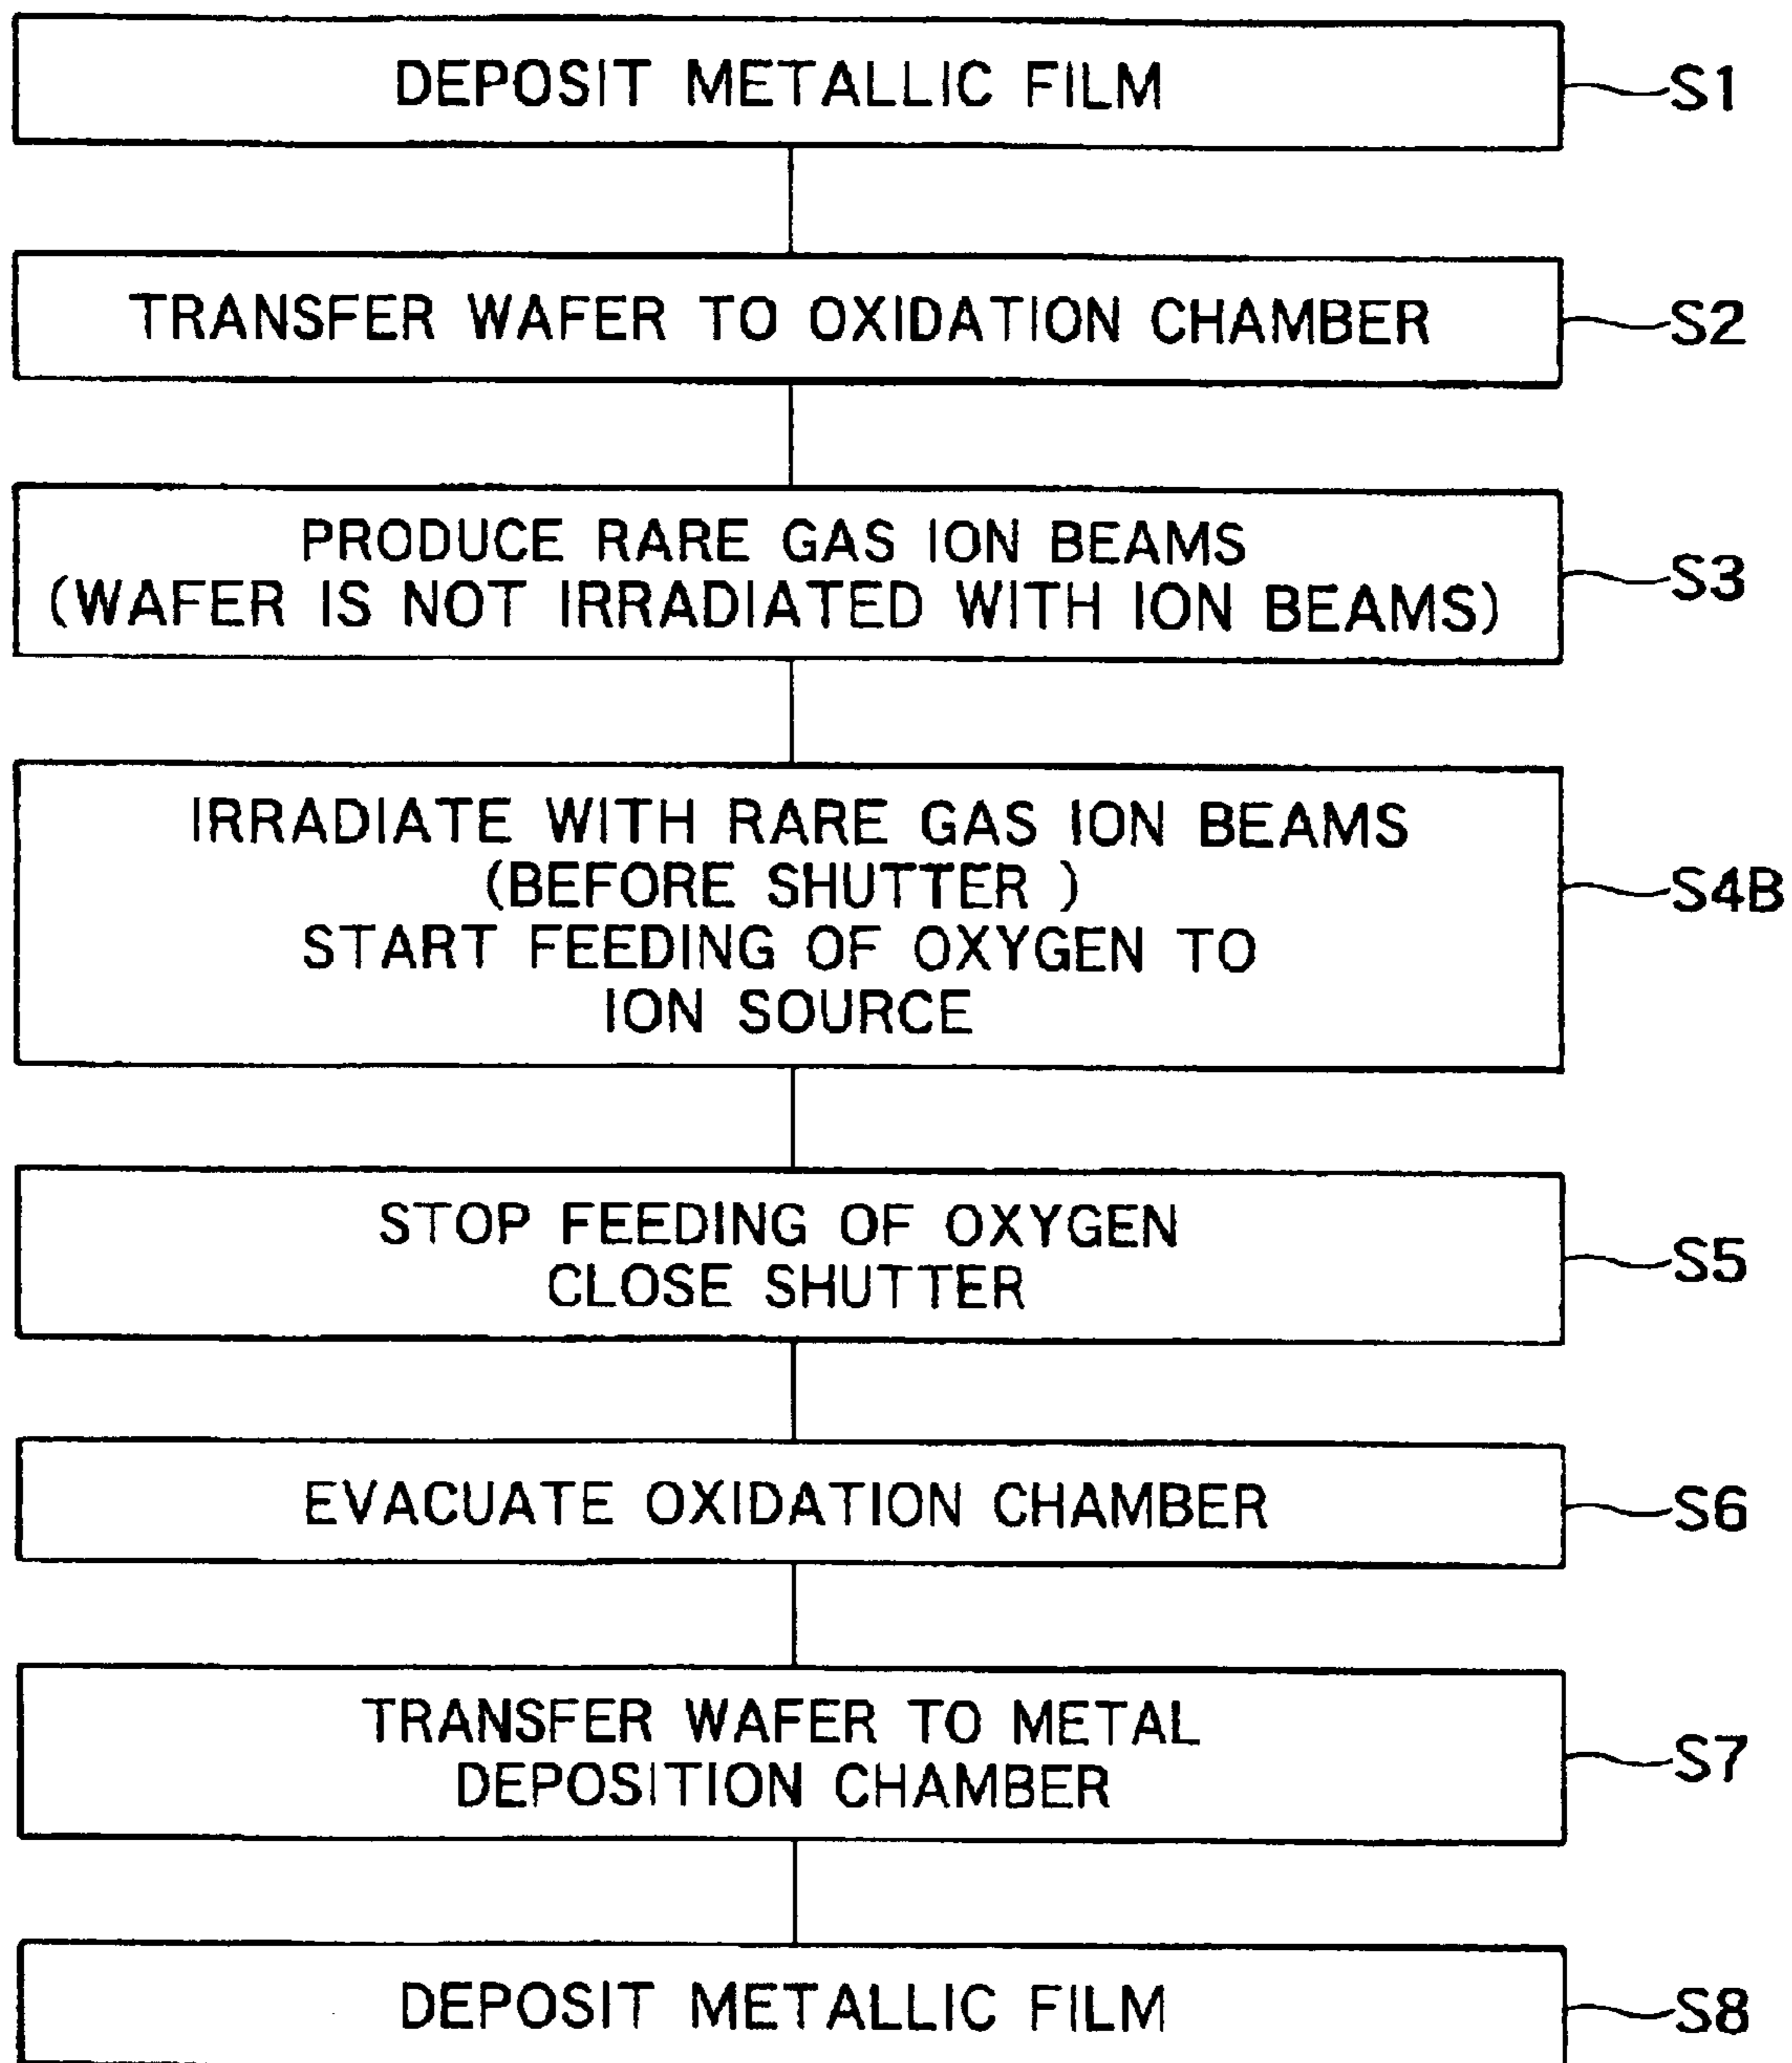 DEPOSIT METALLIC FILM
S1
TRANSFER WAFER TO OXIDATION CHAMBER
S2
PRODUCE RARE GAS ION BEAMS
(WAFER IS NOT IRRADIATED WITH ION BEAMS)
S3
IRRADIATE WITH RARE GAS ION BEAMS
(BEFORE SHUTTER )
START FEEDING OF OXYGEN TO
ION SOURCE
S4B
STOP FEEDING OF OXYGEN
CLOSE SHUTTER
S5
EVACUATE OXIDATION CHAMBER
S6
TRANSFER WAFER TO METAL
DEPOSITION CHAMBER
S7
DEPOSIT METALLIC FILM
S8